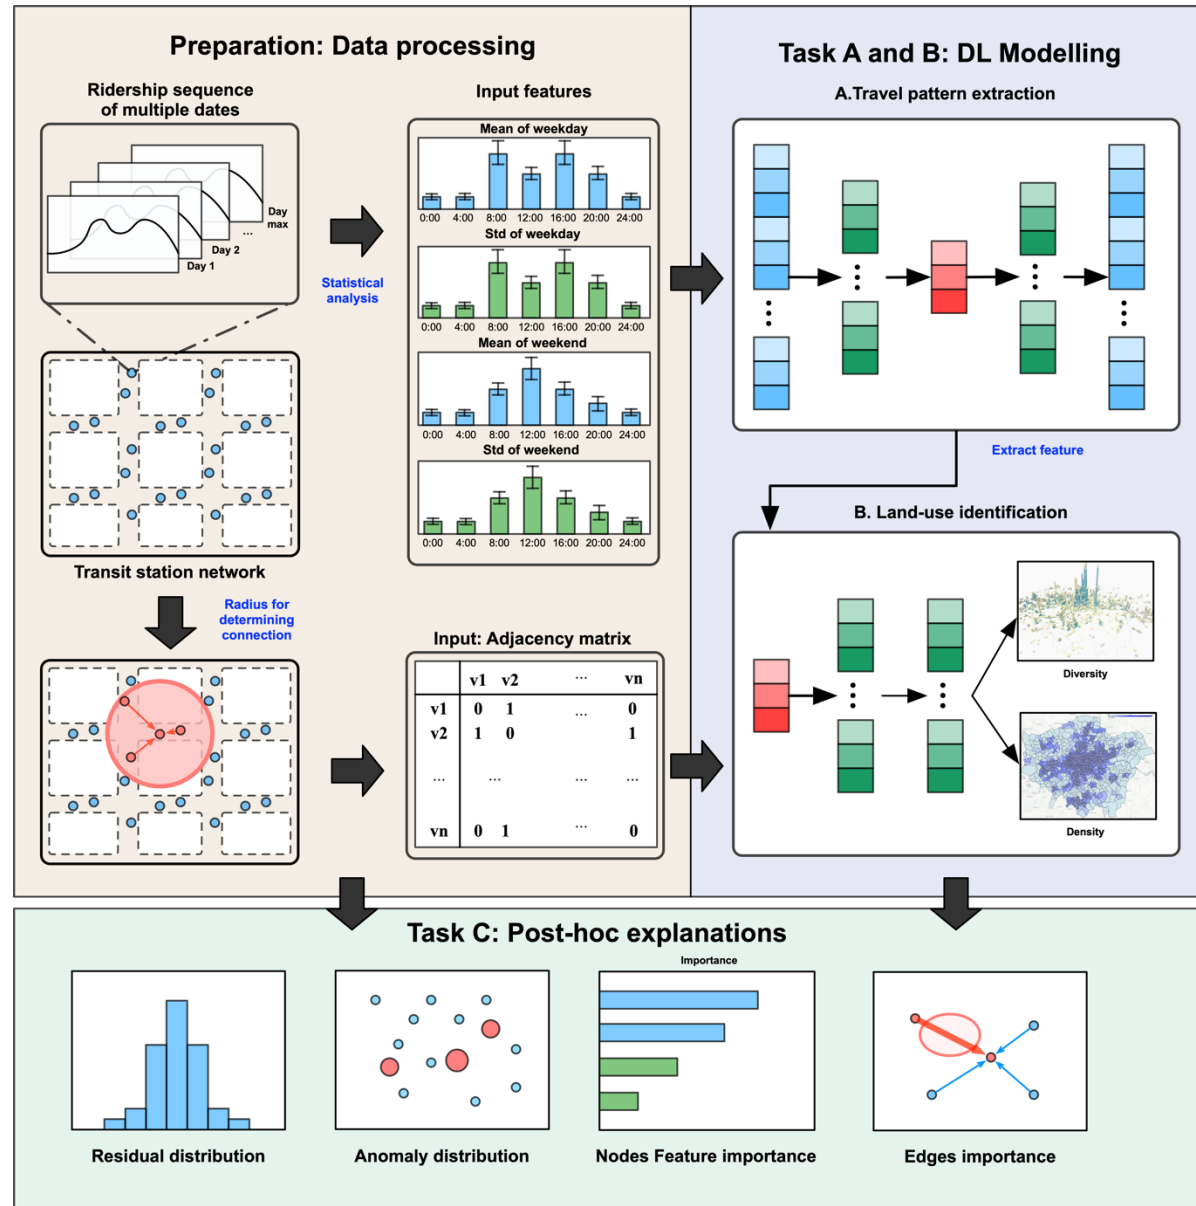 Preparation: Data processing
Ridership sequence
of multiple dates
Day 1
Day 2
...
Day
max
Statistical
analysis
Input features
Mean of weekday
0:00 4:00 8:00 12:00 16:00 20:00 24:00
Std of weekday
0:00 4:00 8:00 12:00 16:00 20:00 24:00
Mean of weekend
0:00 4:00 8:00 12:00 16:00 20:00 24:00
Std of weekend
0:00 4:00 8:00 12:00 16:00 20:00 24:00
Transit station network
Radius for
determining
connection
Input: Adjacency matrix
v1 v2 ... vn
v1 0 1 ... 0
v2 1 0 1
... ... ... ...
vn 0 1 ... 0
Task A and B: DL Modelling
A.Travel pattern extraction
Extract feature
B. Land-use identification
Diversity
Density
Task C: Post-hoc explanations
Residual distribution
Anomaly distribution
Importance
Nodes Feature importance
Edges importance